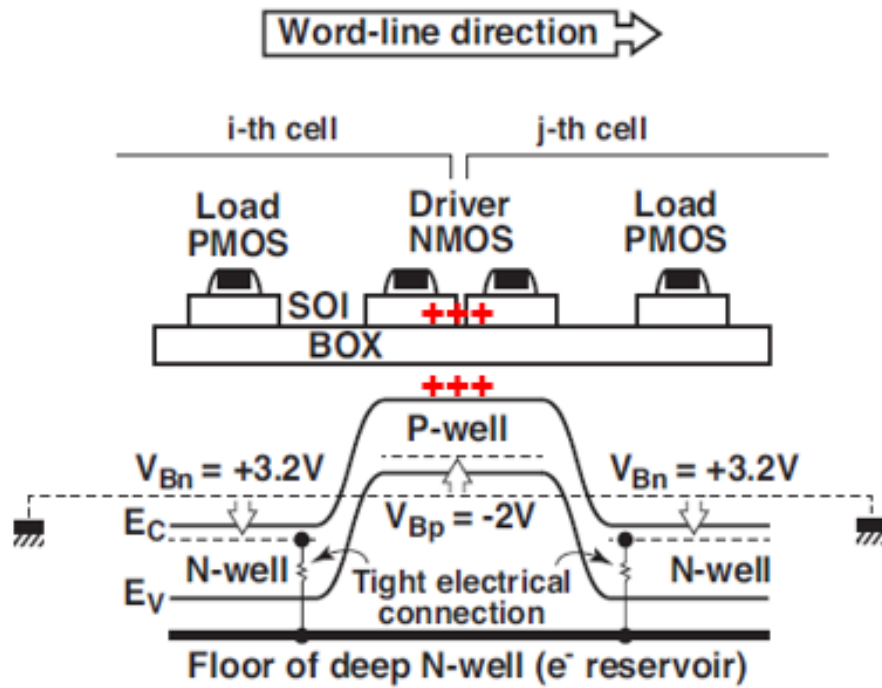 Word-line direction
i-th cell
j-th cell
Load
PMOS
Driver
NMOS
Load
PMOS
SOI
+++
BOX
+++
P-well
VBn = +3.2V
VBn = +3.2V
EC
VBp = -2V
N-well
Tight electrical
connection
N-well
EV
Floor of deep N-well (e- reservoir)